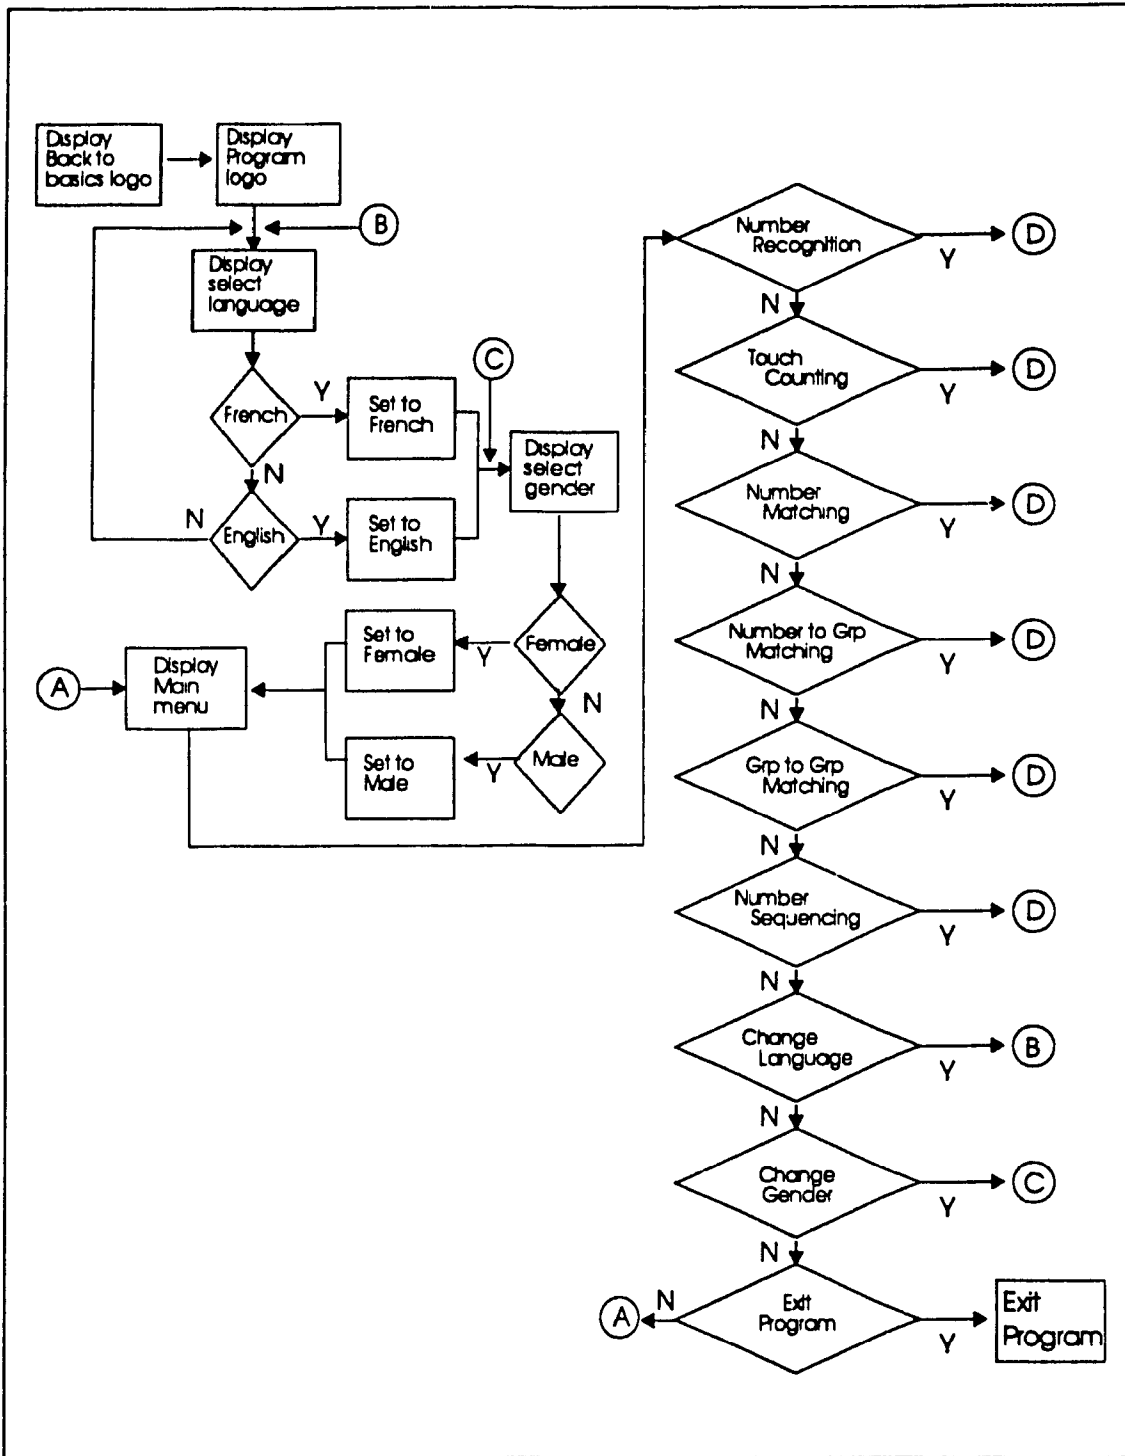 Display
Back to
basics logo
Display
Program
logo
B
Display
select
language
French
Y
Set to
French
N
English
N
Y
Set to
English
C
Display
select
gender
Female
Y
Set to
Female
N
Male
Y
Set to
Male
A
Display
Main
menu
Number
Recognition
Y
D
N
Touch
Counting
Y
D
N
Number
Matching
Y
D
N
Number to Grp
Matching
Y
D
N
Grp to Grp
Matching
Y
D
N
Number
Sequencing
Y
D
N
Change
Language
Y
B
N
Change
Gender
Y
C
N
Exit
Program
N
A
Y
Exit
Program